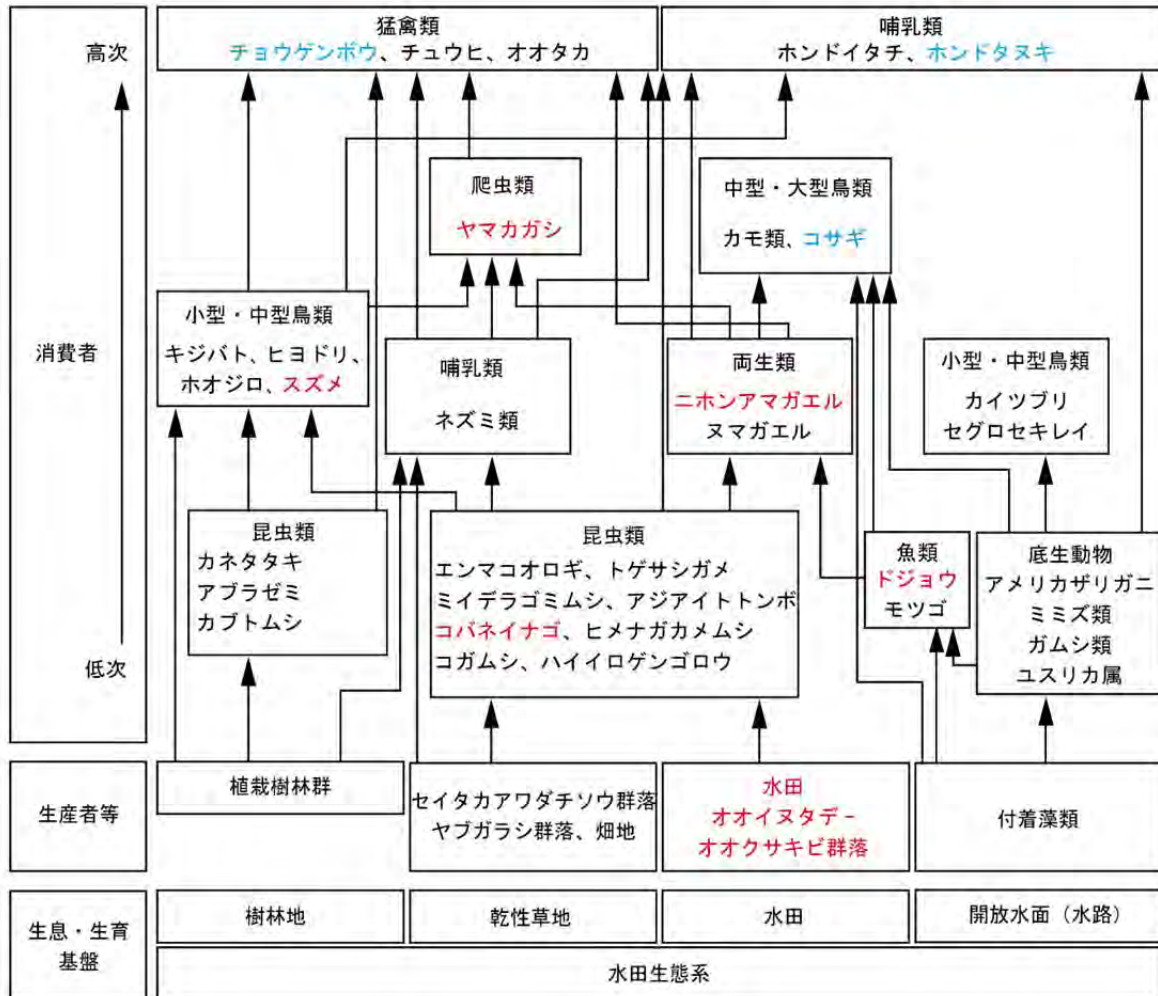 高次
消費者
低次
猛禽類
チョウゲンボウ、チュウヒ、オオタカ
哺乳類
ホンドイタチ、ホンドタヌキ
爬虫類
ヤマカガシ
中型・大型鳥類
カモ類、コサギ
小型・中型鳥類
キジバト、ヒヨドリ、
ホオジロ、スズメ
哺乳類
ネズミ類
両生類
ニホンアマガエル
ヌマガエル
小型・中型鳥類
カイツブリ
セグロセキレイ
昆虫類
カネタタキ
アブラゼミ
カブトムシ
昆虫類
エンマコオロギ、トゲサシガメ
ミイデラゴミムシ、アジアイトトンボ
コバネイナゴ、ヒメナガカメムシ
コガムシ、ハイイロゲンゴロウ
魚類
ドジョウ
モツゴ
底生動物
アメリカザリガニ
ミミズ類
ガムシ類
ユスリカ属
生産者等
植栽樹林群
セイタカアワダチソウ群落
ヤブガラシ群落、畑地
水田
オオイヌタデ－
オオクサキビ群落
付着藻類
生息・生育
基盤
樹林地
乾性草地
水田
開放水面（水路）
水田生態系